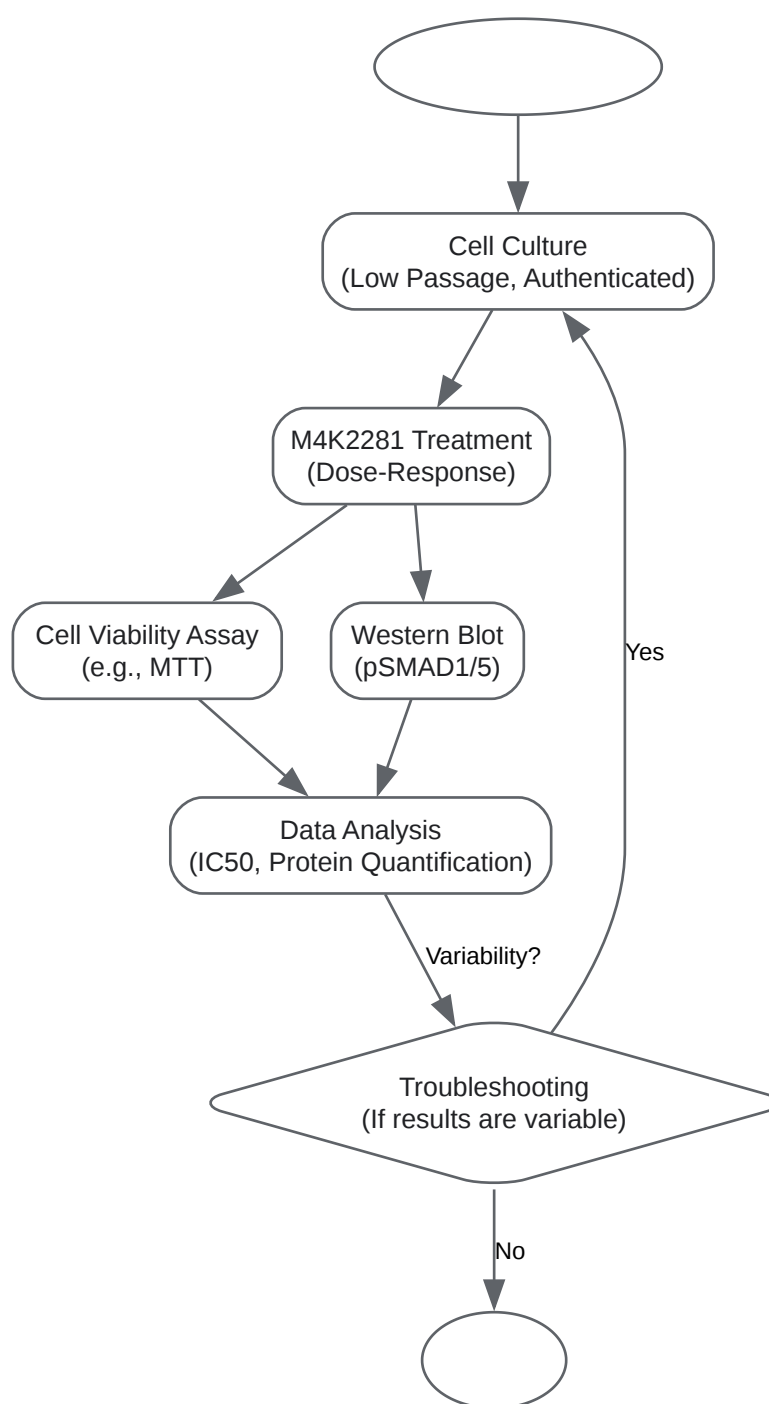 Cell Culture
(Low Passage, Authenticated)
M4K2281 Treatment
(Dose-Response)
Cell Viability Assay
(e.g., MTT)
Western Blot
(pSMAD1/5)
Yes
Data Analysis
(IC50, Protein Quantification)
Variability?
Troubleshooting
(If results are variable)
No